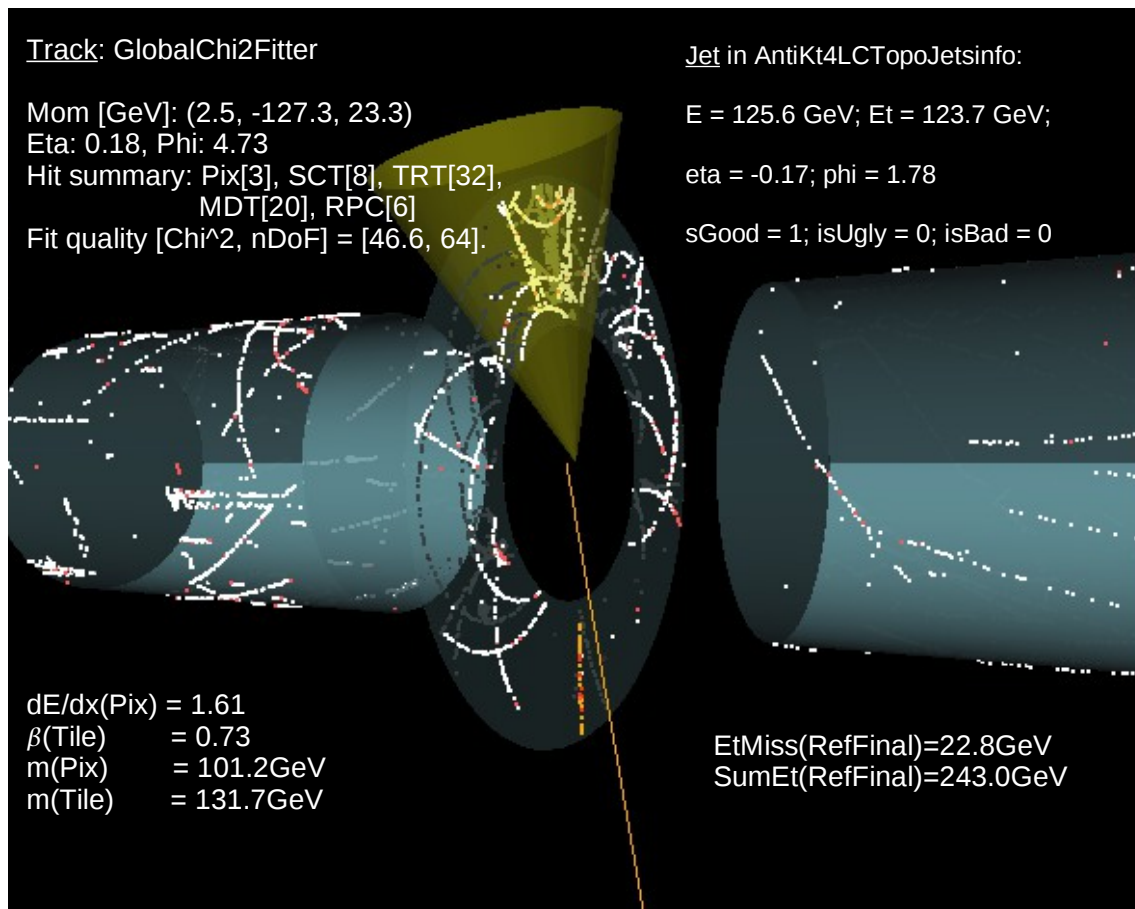 Track: GlobalChi2Fitter
Mom [GeV]: (2.5, -127.3, 23.3)
Eta: 0.18, Phi: 4.73
Hit summary: Pix[3], SCT[8], TRT[32],
MDT[20], RPC[6]
Fit quality [Chi^2, nDoF] = [46.6, 64].
Jet in AntiKt4LCTopoJetsinfo:
E = 125.6 GeV; Et = 123.7 GeV;
eta = -0.17; phi = 1.78
sGood = 1; isUgly = 0; isBad = 0
dE/dx(Pix) = 1.61
β(Tile) = 0.73
m(Pix) = 101.2GeV
m(Tile) = 131.7GeV
EtMiss(RefFinal)=22.8GeV
SumEt(RefFinal)=243.0GeV